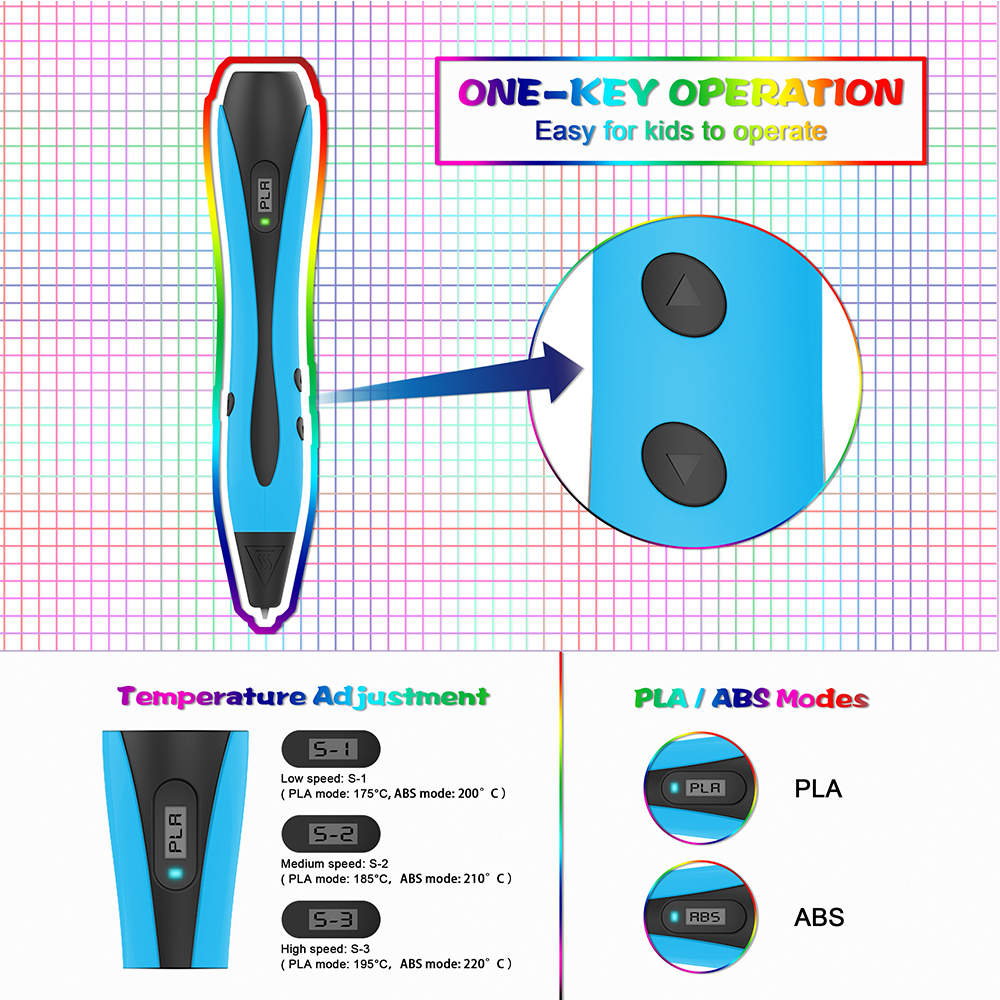 ONE-KEY OPERATION
Easy for kids to operate
PLA
Temperature Adjustment
PLA
S-1
Low speed: S-1
( PLA mode: 175°C, ABS mode: 200° C )
S-2
Medium speed: S-2
( PLA mode: 185°C, ABS mode: 210° C )
S-3
High speed: S-3
( PLA mode: 195°C, ABS mode: 220° C )
PLA / ABS Modes
PLA
PLA
ABS
ABS